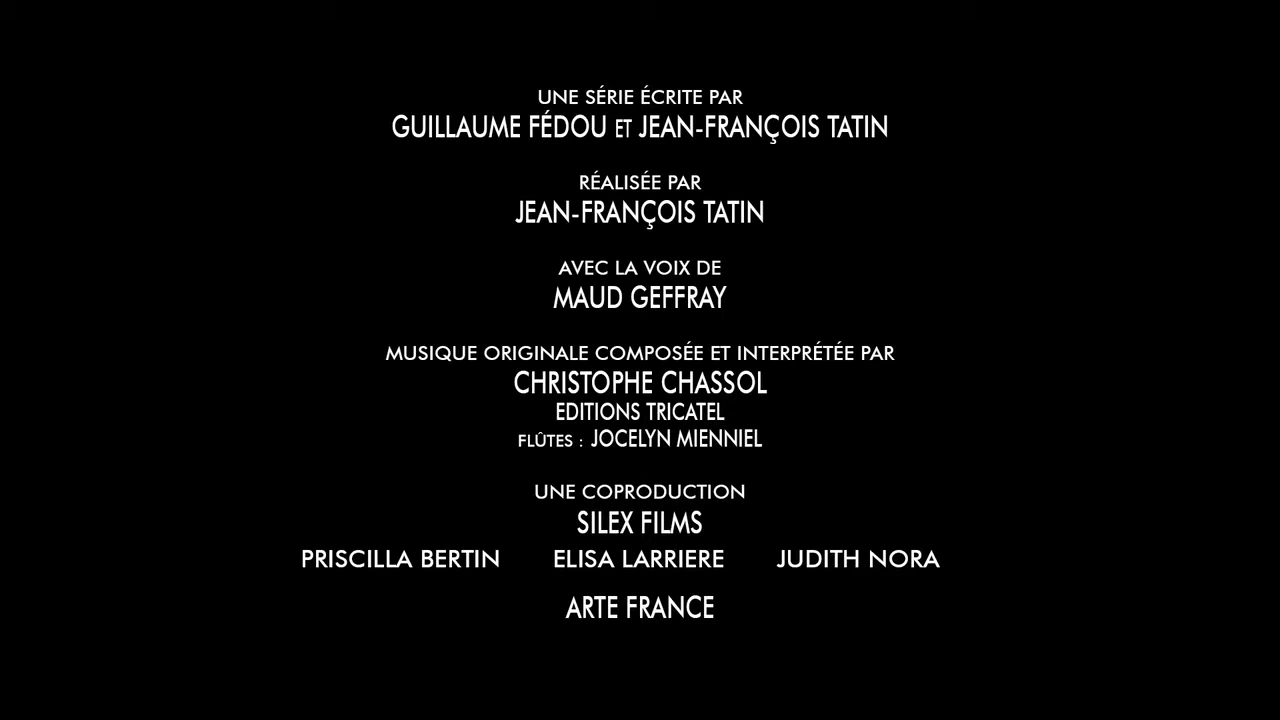 UNE SÉRIE ÉCRITE PAR
GUILLAUME FÉDOU ET JEAN-FRANÇOIS TATIN
RÉALISÉE PAR
JEAN-FRANÇOIS TATIN
AVEC LA VOIX DE
MAUD GEFFRAY
MUSIQUE ORIGINALE COMPOSÉE ET INTERPRÉTÉE PAR
CHRISTOPHE CHASSOL
EDITIONS TRICATEL
FLÛTES : JOCELYN MIENNIEL
UNE COPRODUCTION
SILEX FILMS
PRISCILLA BERTIN ELISA LARRIERE JUDITH NORA
ARTE FRANCE